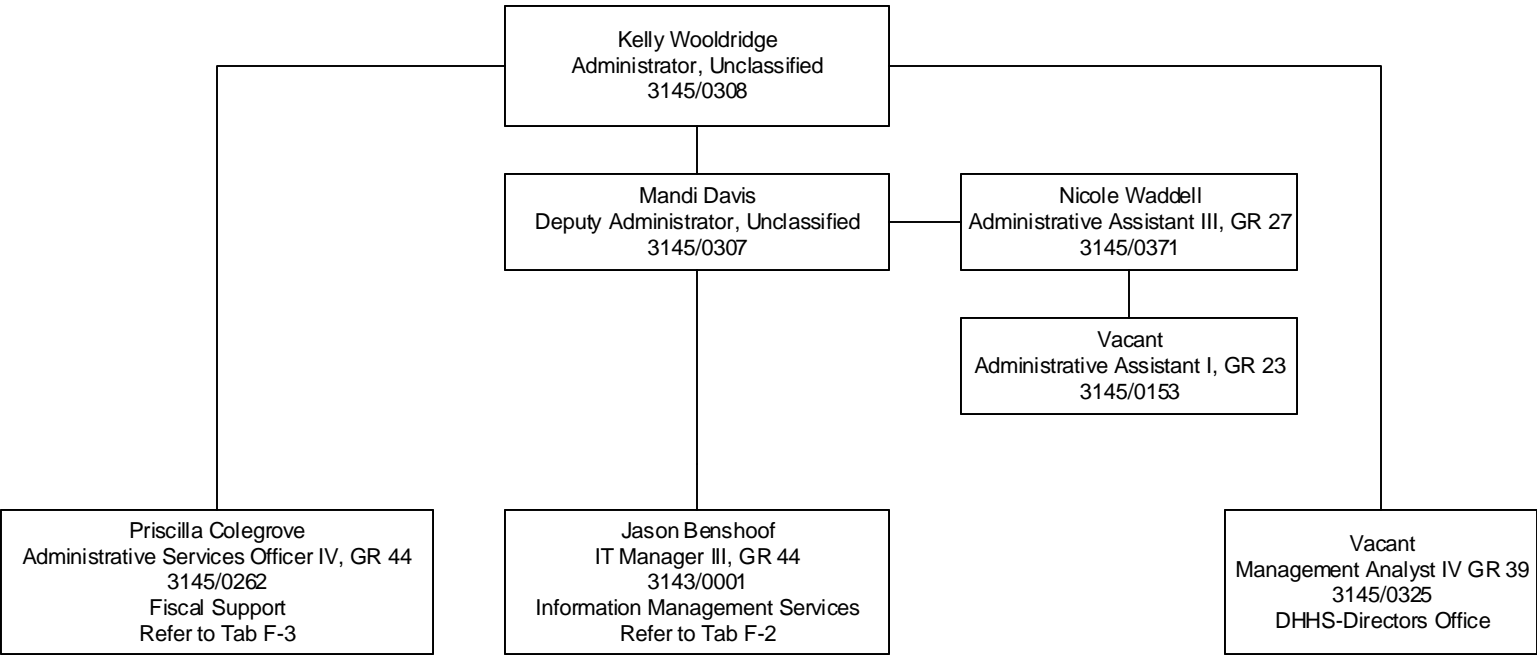 Kelly Wooldridge
Administrator, Unclassified
3145/0308
Mandi Davis
Deputy Administrator, Unclassified
3145/0307
Nicole Waddell
Administrative Assistant III, GR 27
3145/0371
Vacant
Administrative Assistant I, GR 23
3145/0153
Priscilla Colegrove
Administrative Services Officer IV, GR 44
3145/0262
Fiscal Support
Refer to Tab F-3
Jason Benshoof
IT Manager III, GR 44
3143/0001
Information Management Services
Refer to Tab F-2
Vacant
Management Analyst IV GR 39
3145/0325
DHHS-Directors Office